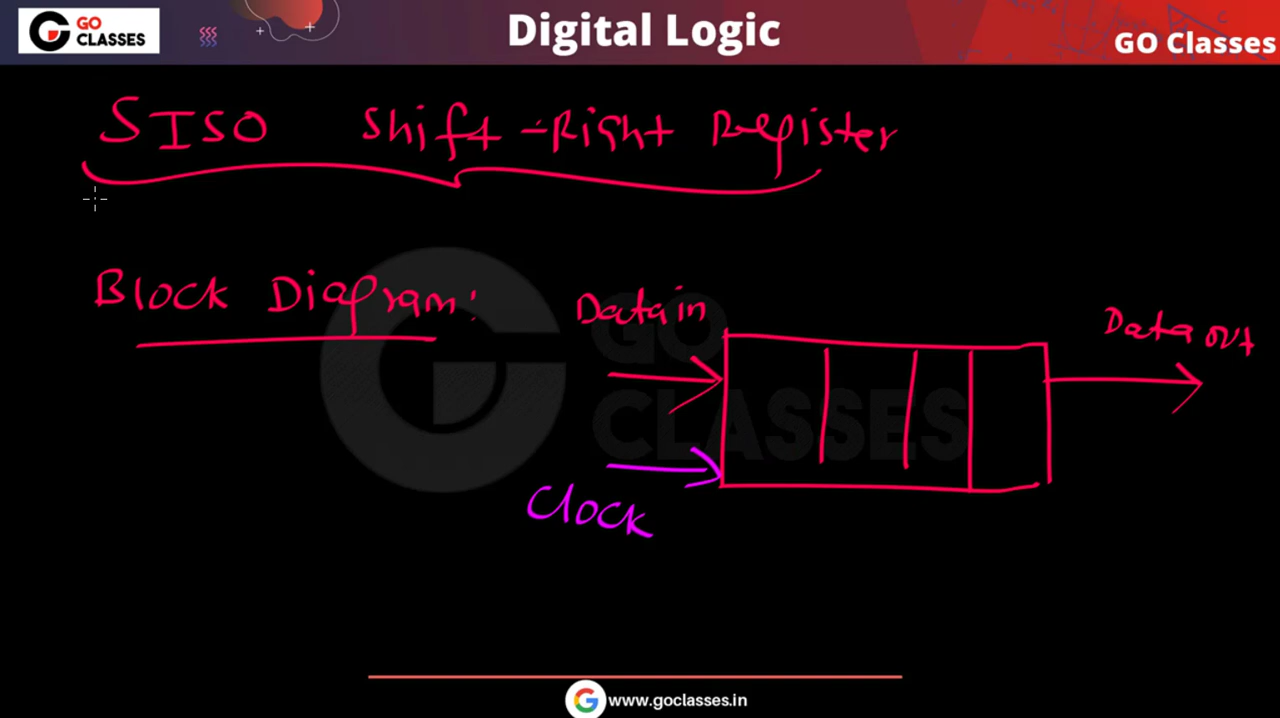 GO
CLASSES
Digital Logic
GO Classes
SISO Shift-Right Register
Block Diagram:
Data in
Data out
GO
CLASSES
Clock
www.goclasses.in